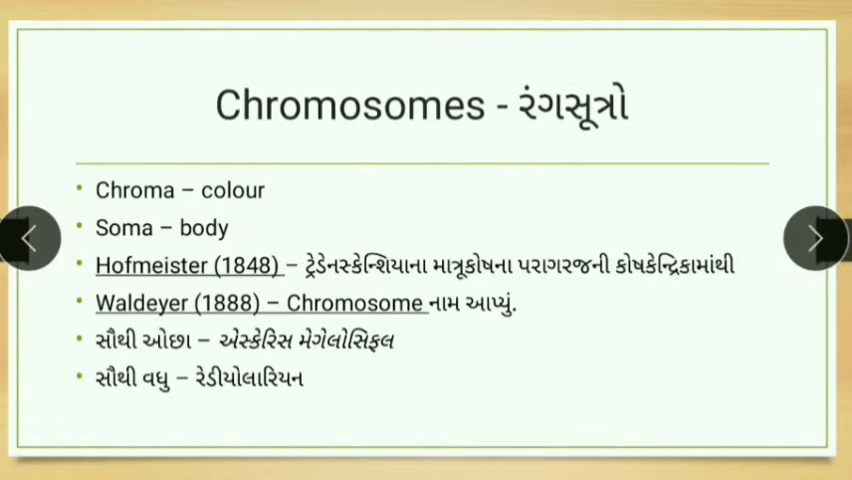 Chromosomes - રંગસૂત્રો
• Chroma – colour
• Soma – body
• Hofmeister (1848) – ટ્રેડેનસ્કેન્શિયાના માત્રૂકોષના પરાગરજની કોષકેન્દ્રિકામાંથી
• Waldeyer (1888) – Chromosome નામ આપ્યું.
• સૌથી ઓછા – એસ્કેરિસ મેગેલોસિફલ
• સૌથી વધુ – રેડીયોલારિયન